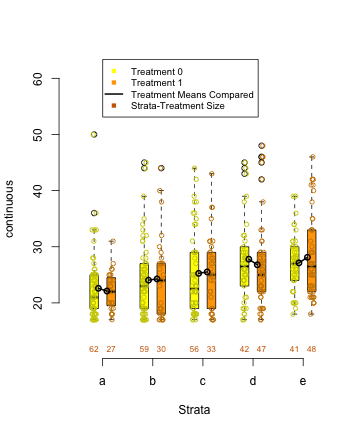 Treatment 0
Treatment 1
Treatment Means Compared
Strata-Treatment Size
60
50
40
30
20
continuous
62 27 59 30 56 33 42 47 41 48
a b c d e
Strata